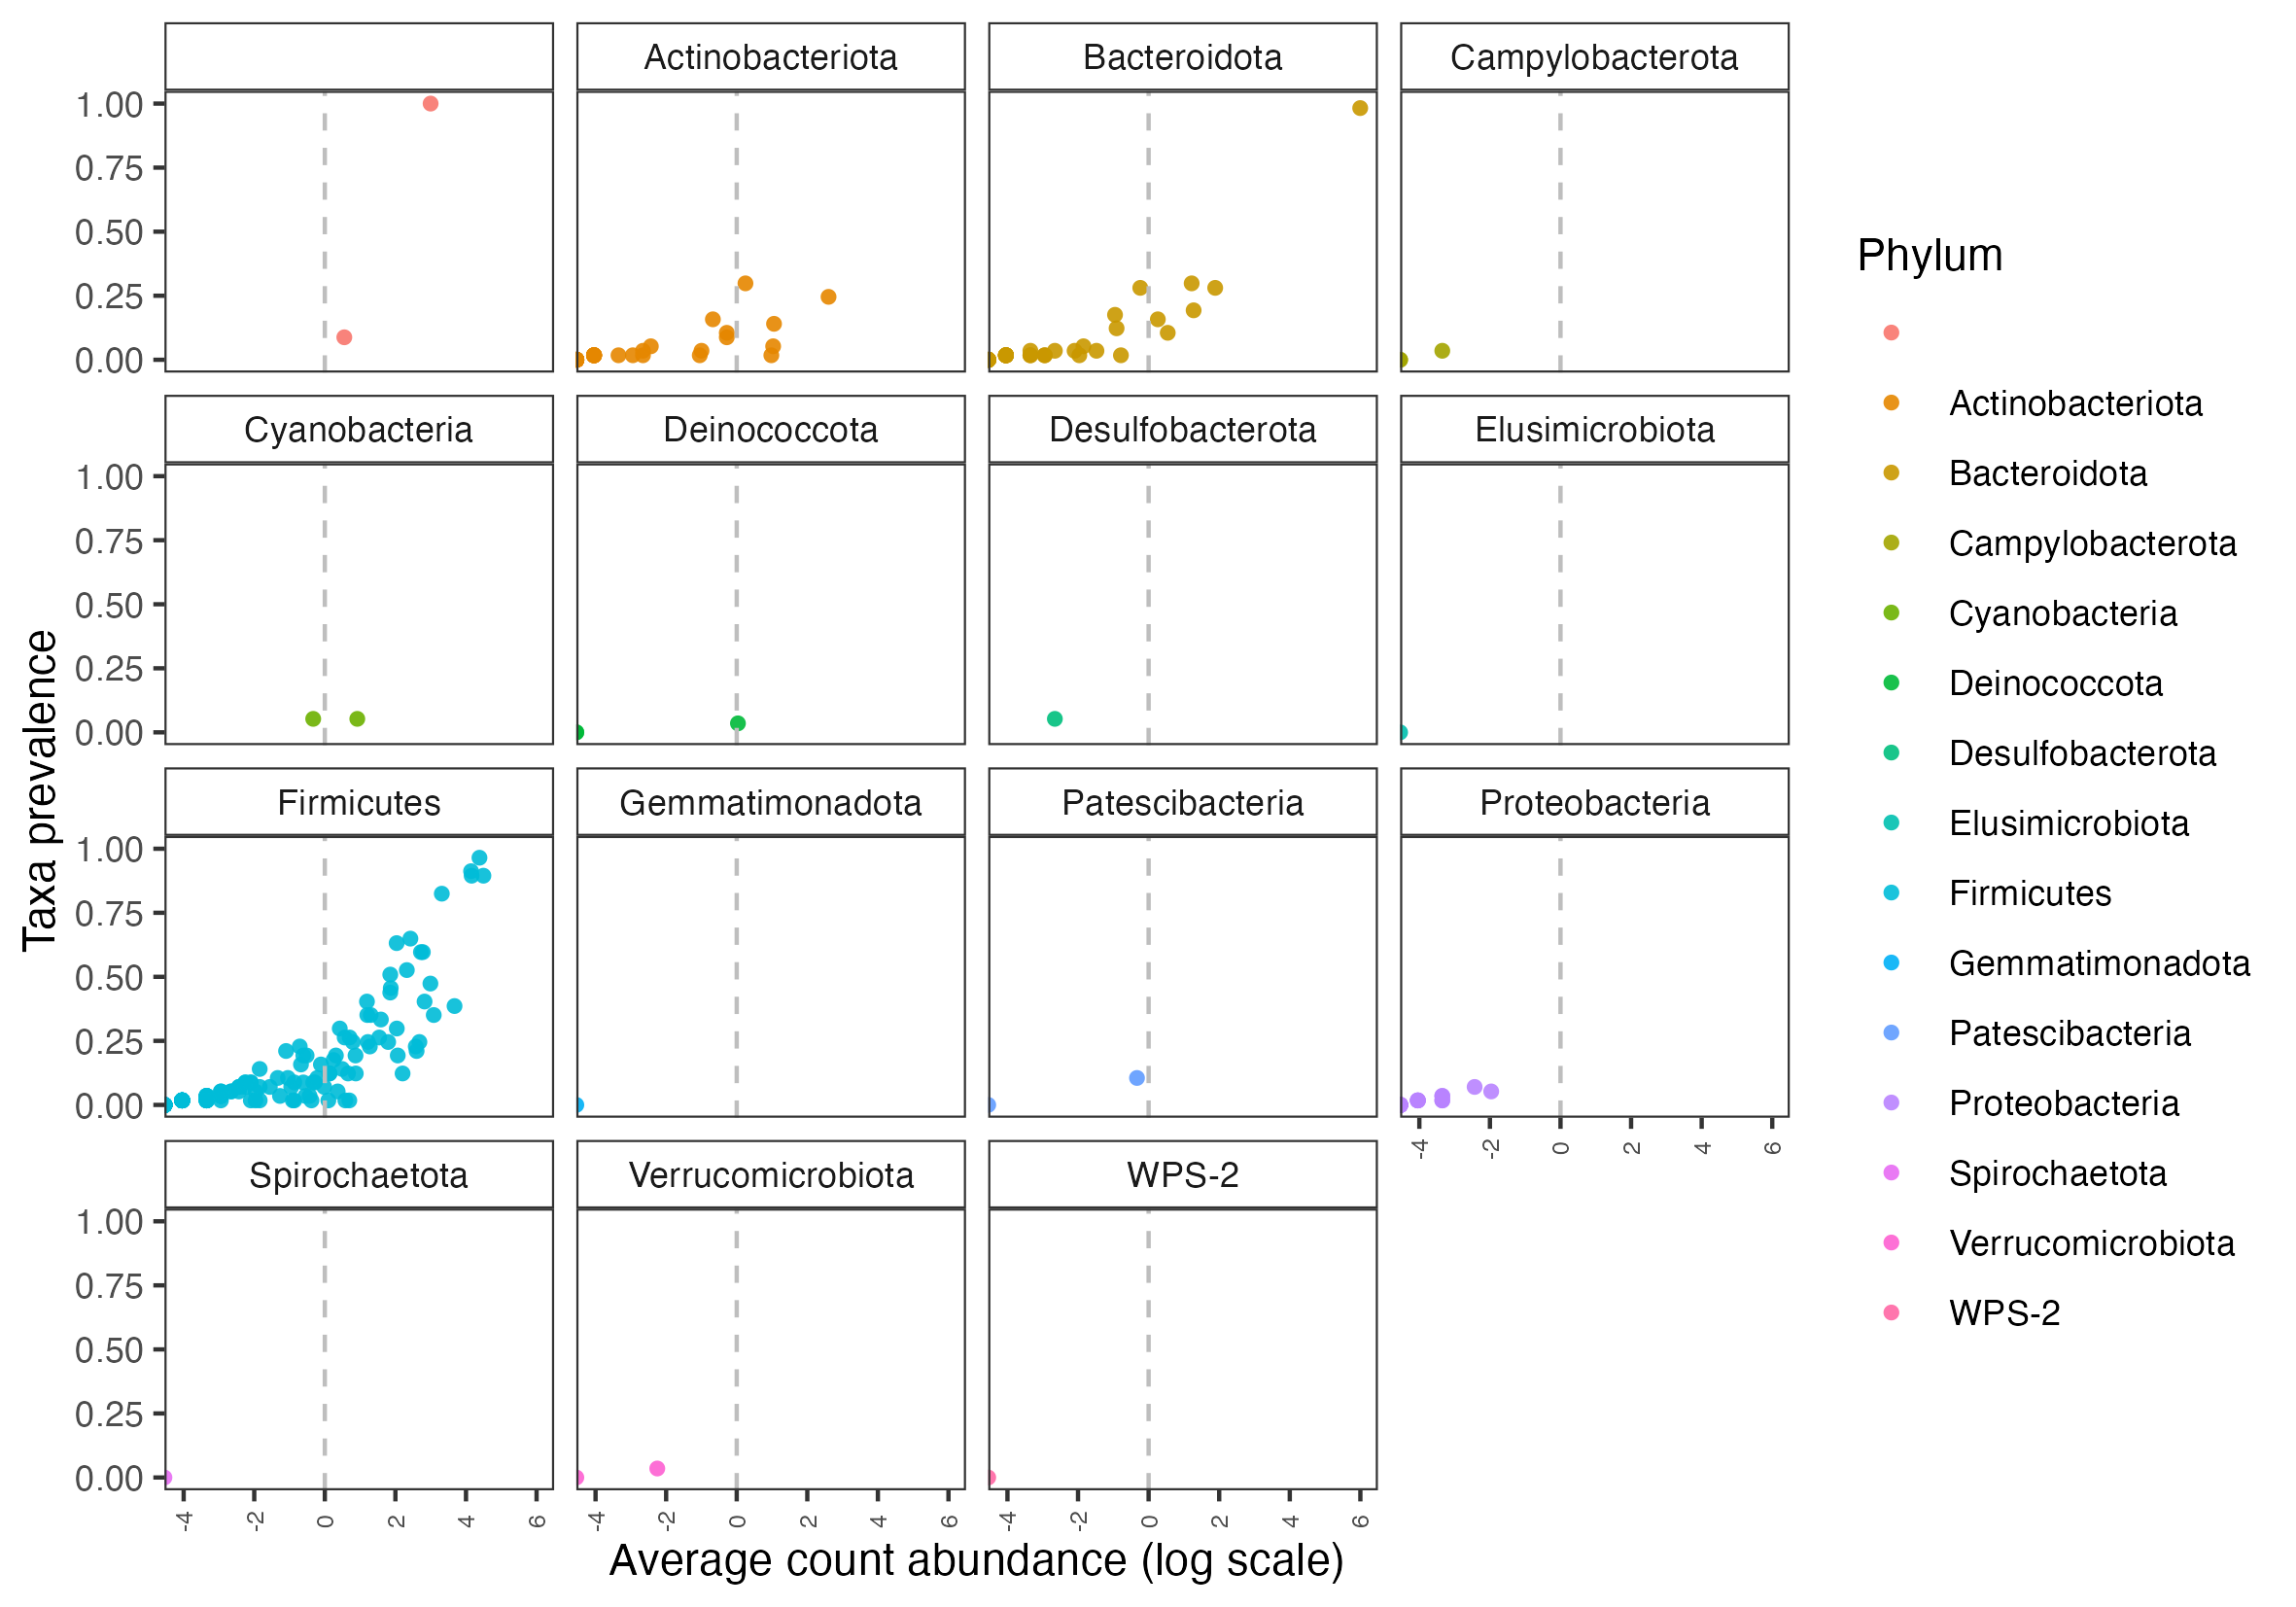 Actinobacteriota
Bacteroidota
Campylobacterota
1.00
0.75
0.50
0.25
0.00
Cyanobacteria
Deinococcota
Desulfobacterota
Elusimicrobiota
1.00
0.75
0.50
0.25
0.00
Firmicutes
Gemmatimonadota
Patescibacteria
Proteobacteria
1.00
0.75
0.50
0.25
0.00
-4 -2 0 2 4 6
Spirochaetota
Verrucomicrobiota
WPS-2
1.00
0.75
0.50
0.25
0.00
-4 -2 0 2 4 6
-4 -2 0 2 4 6
-4 -2 0 2 4 6
Average count abundance (log scale)
Taxa prevalence
Phylum
Actinobacteriota
Bacteroidota
Campylobacterota
Cyanobacteria
Deinococcota
Desulfobacterota
Elusimicrobiota
Firmicutes
Gemmatimonadota
Patescibacteria
Proteobacteria
Spirochaetota
Verrucomicrobiota
WPS-2